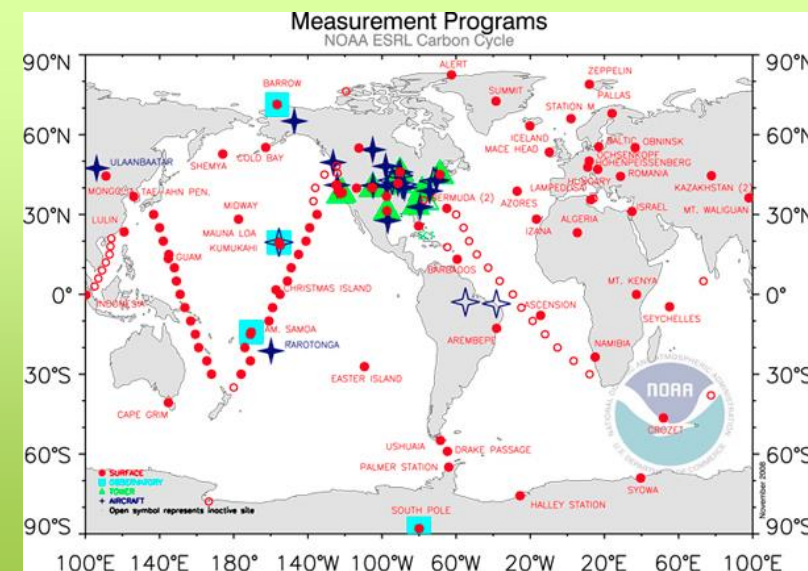 Measurement Programs
NOAA ESRL Carbon Cycle
90°N
90°N
ALERT
ZEPPELIN
BARROW
SUMMIT
PALLAS
STATION M
60°N
60°N
ICELAND
BALTIC
OBNINSK
MACE HEAD
OCHSENKOPF
HOHENPEISSENBERG
ULAANBAATAR
SHEMYA
COLD BAY
HUNGARY
ROMANIA
KAZAKHSTAN (2)
TAE-AHN PEN.
BERMUDA (2)
LAMPEDUSA
AZORES
MT. WALIGUAN
30°N
30°N
LULIN
MIDWAY
ISRAEL
MAUNA LOA
IZANA
ALGERIA
KUMUKAHI
GUAM
BARBADOS
MT. KENYA
0°
0°
INDONESIA
CHRISTMAS ISLAND
ASCENSION
SEYCHELLES
AM. SAMOA
AREMBEPE
RAROTONGA
NAMIBIA
30°S
30°S
EASTER ISLAND
NOAA
CAPE GRIM
CROZET
USHUAIA
DRAKE PASSAGE
60°S
60°S
PALMER STATION
SURFACE
OBSERVATORY
TOWER
AIRCRAFT
Open symbol represents inactive site
HALLEY STATION
SYOWA
SOUTH POLE
November 2008
90°S
90°S
100°E 140°E 180° 140°W 100°W 60°W 20°W 20°E 60°E 100°E